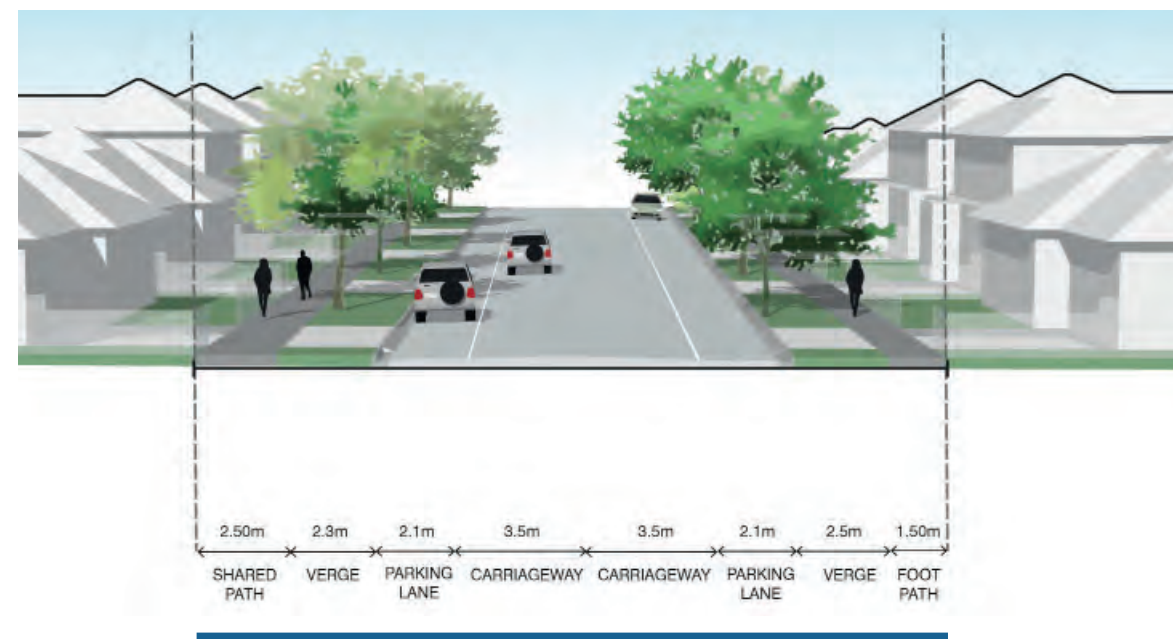 2.50m 2.3m 2.1m 3.5m 3.5m 2.1m 2.5m 1.50m
SHARED PATH
VERGE
PARKING LANE
CARRIAGEWAY
CARRIAGEWAY
PARKING LANE
VERGE
FOOT PATH